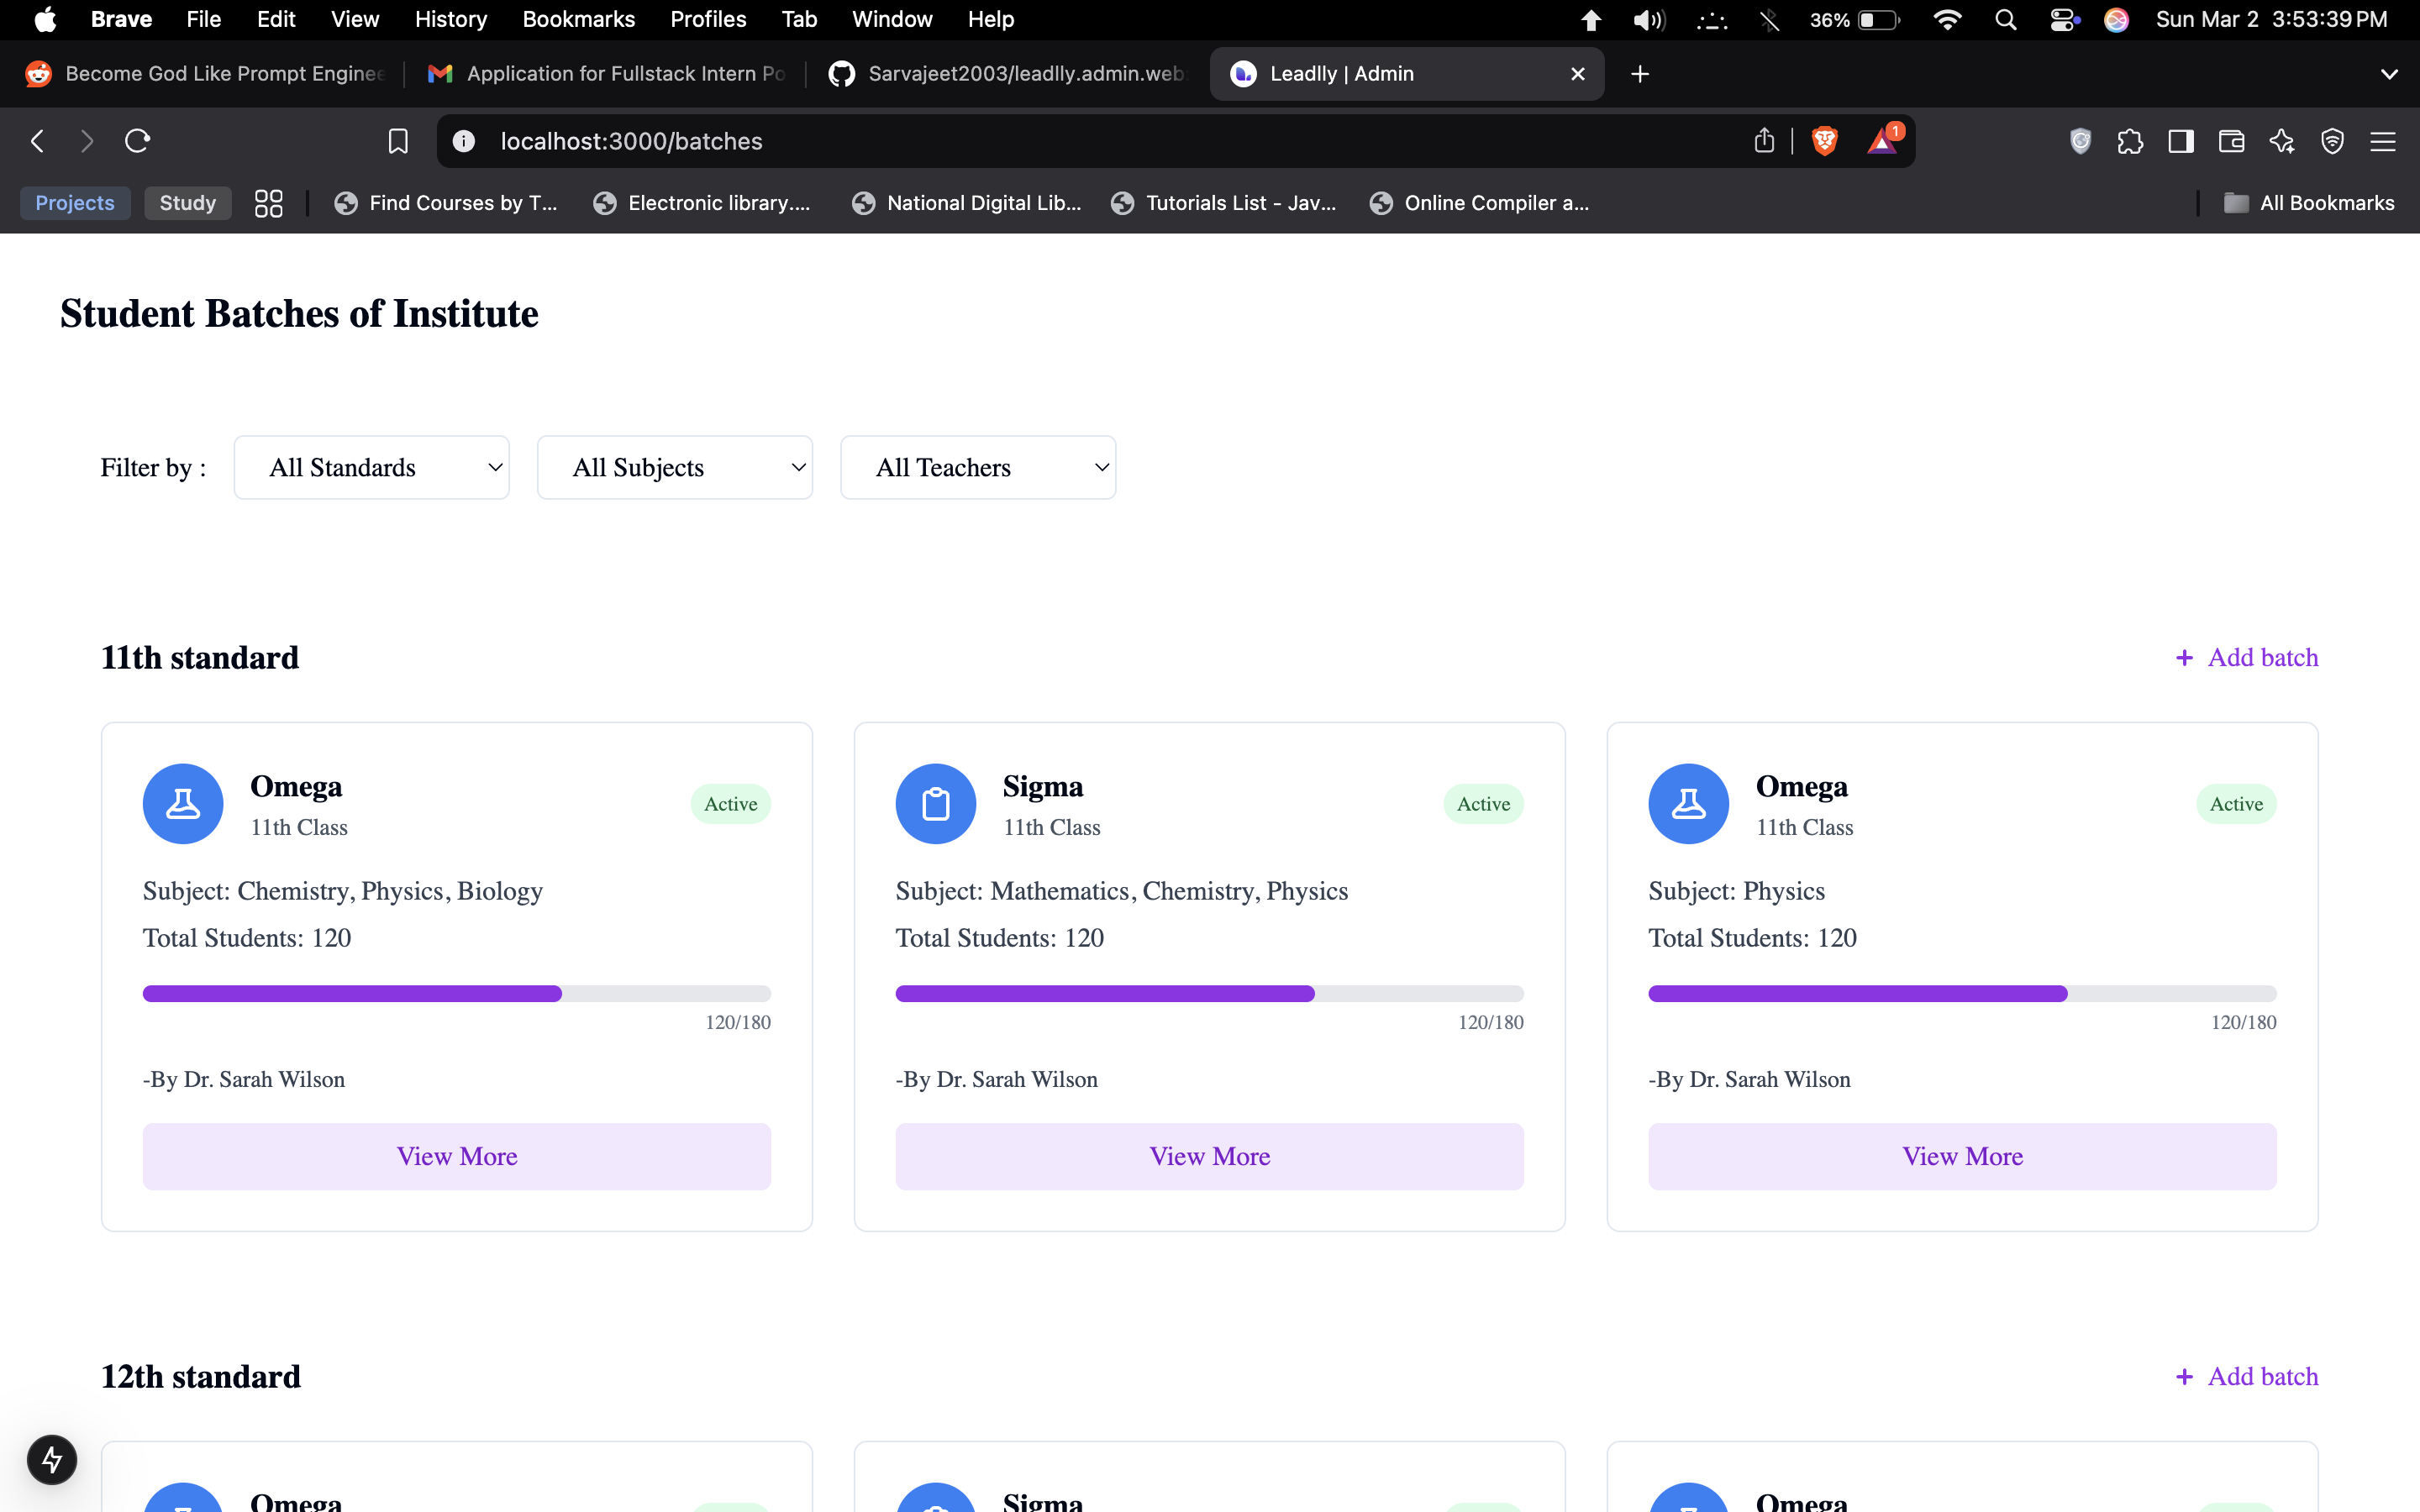 Brave File Edit View History Bookmarks Profiles Tab Window Help 36% Sun Mar 2 3:53:39 PM
Become God Like Prompt Enginee Application for Fullstack Intern Po Sarvajeet2003/leadlly.admin.web Leadlly | Admin
localhost:3000/batches 1
Projects Study Find Courses by T... Electronic library.... National Digital Lib... Tutorials List - Jav... Online Compiler a... All Bookmarks
Student Batches of Institute
Filter by : All Standards All Subjects All Teachers
11th standard + Add batch
Omega Active Sigma Active Omega Active
11th Class 11th Class 11th Class
Subject: Chemistry, Physics, Biology Subject: Mathematics, Chemistry, Physics Subject: Physics
Total Students: 120 Total Students: 120 Total Students: 120
120/180 120/180 120/180
-By Dr. Sarah Wilson -By Dr. Sarah Wilson -By Dr. Sarah Wilson
View More View More View More
12th standard + Add batch
Omega Sigma Omega